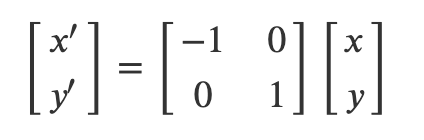 [x′] = [−1 0] [x]
[y′] [0 1] [y]